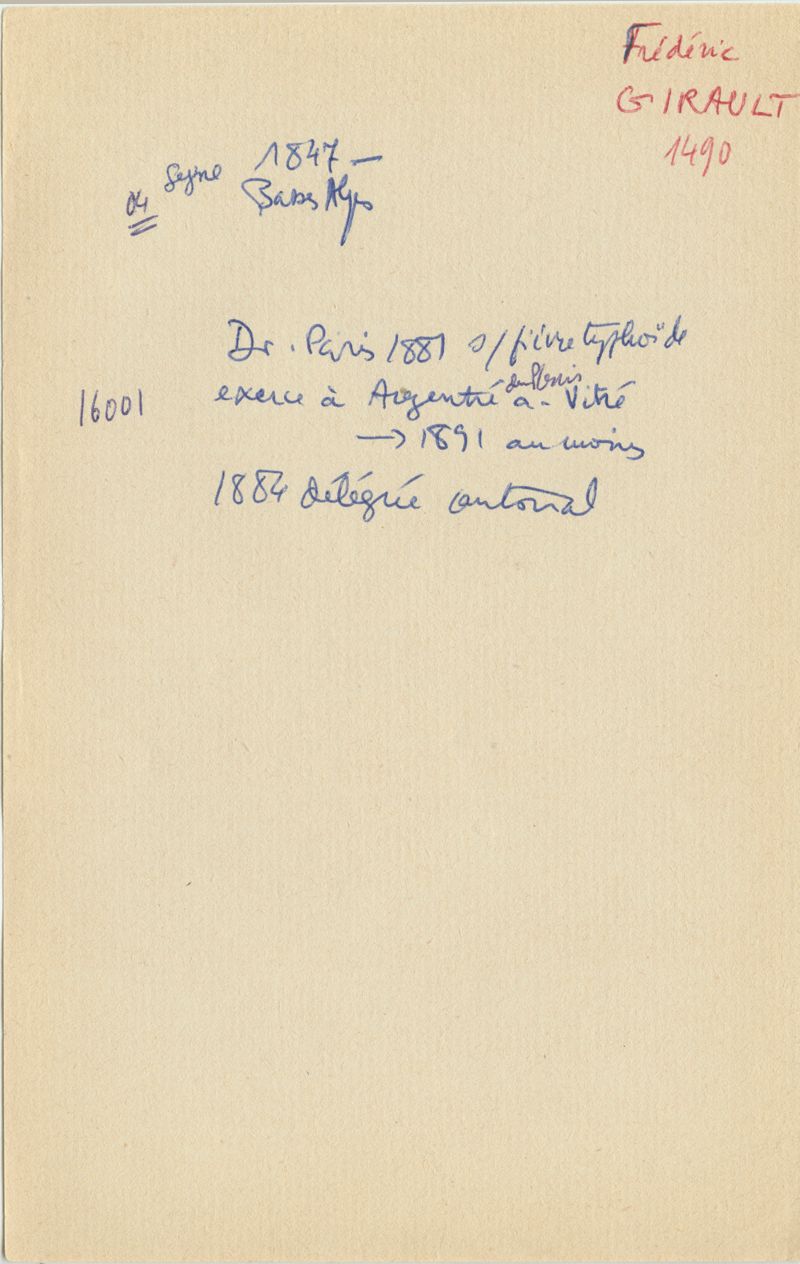 Frédéric
GIRAULT
1490
1847 –
04 Seyne Basses Alpes
Dr. Paris 1881 s/fièvre typhoïde
16001 exerce à Argentré du Plessis à - Vitré
→ 1891 au moins
1884 délégué cantonal